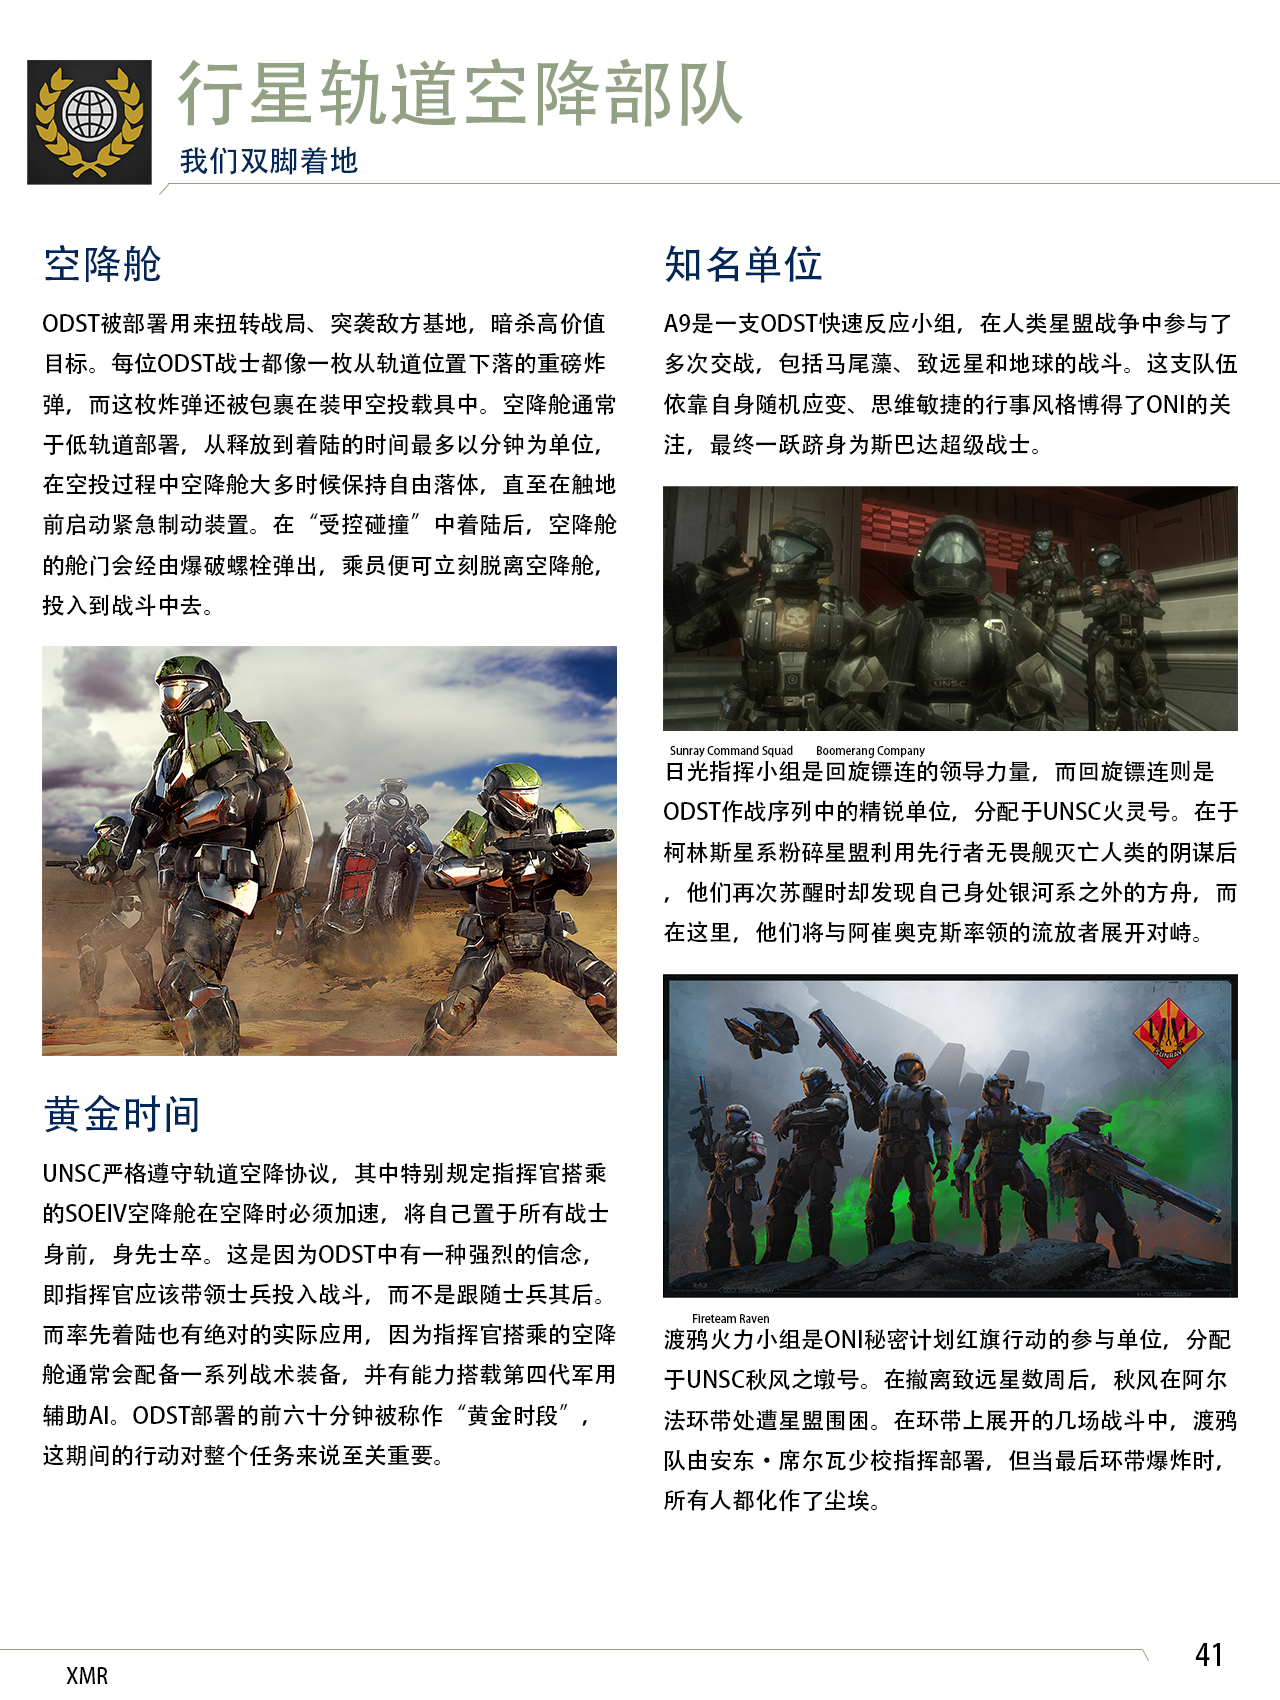 行星轨道空降部队
我们双脚着地
空降舱
ODST被部署用来扭转战局、突袭敌方基地，暗杀高价值
目标。每位ODST战士都像一枚从轨道位置下落的重磅炸
弹，而这枚炸弹还被包裹在装甲空投载具中。空降舱通常
于低轨道部署，从释放到着陆的时间最多以分钟为单位，
在空投过程中空降舱大多时候保持自由落体，直至在触地
前启动紧急制动装置。在“受控碰撞”中着陆后，空降舱
的舱门会经由爆破螺栓弹出，乘员便可立刻脱离空降舱，
投入到战斗中去。
黄金时间
UNSC严格遵守轨道空降协议，其中特别规定指挥官搭乘
的SOEIV空降舱在空降时必须加速，将自己置于所有战士
身前，身先士卒。这是因为ODST中有一种强烈的信念，
即指挥官应该带领士兵投入战斗，而不是跟随士兵其后。
而率先着陆也有绝对的实际应用，因为指挥官搭乘的空降
舱通常会配备一系列战术装备，并有能力搭载第四代军用
辅助AI。ODST部署的前六十分钟被称作“黄金时段”，
这期间的行动对整个任务来说至关重要。
知名单位
A9是一支ODST快速反应小组，在人类星盟战争中参与了
多次交战，包括马尾藻、致远星和地球的战斗。这支队伍
依靠自身随机应变、思维敏捷的行事风格博得了ONI的关
注，最终一跃跻身为斯巴达超级战士。
UNSC
UNSC
Sunray Command Squad Boomerang Company
日光指挥小组是回旋镖连的领导力量，而回旋镖连则是
ODST作战序列中的精锐单位，分配于UNSC火灵号。在于
柯林斯星系粉碎星盟利用先行者无畏舰灭亡人类的阴谋后
，他们再次苏醒时却发现自己身处银河系之外的方舟，而
在这里，他们将与阿崔奥克斯率领的流放者展开对峙。
SUNRAY
343
Fireteam Raven
渡鸦火力小组是ONI秘密计划红旗行动的参与单位，分配
于UNSC秋风之墩号。在撤离致远星数周后，秋风在阿尔
法环带处遭星盟围困。在环带上展开的几场战斗中，渡鸦
队由安东·席尔瓦少校指挥部署，但当最后环带爆炸时，
所有人都化作了尘埃。
41
XMR